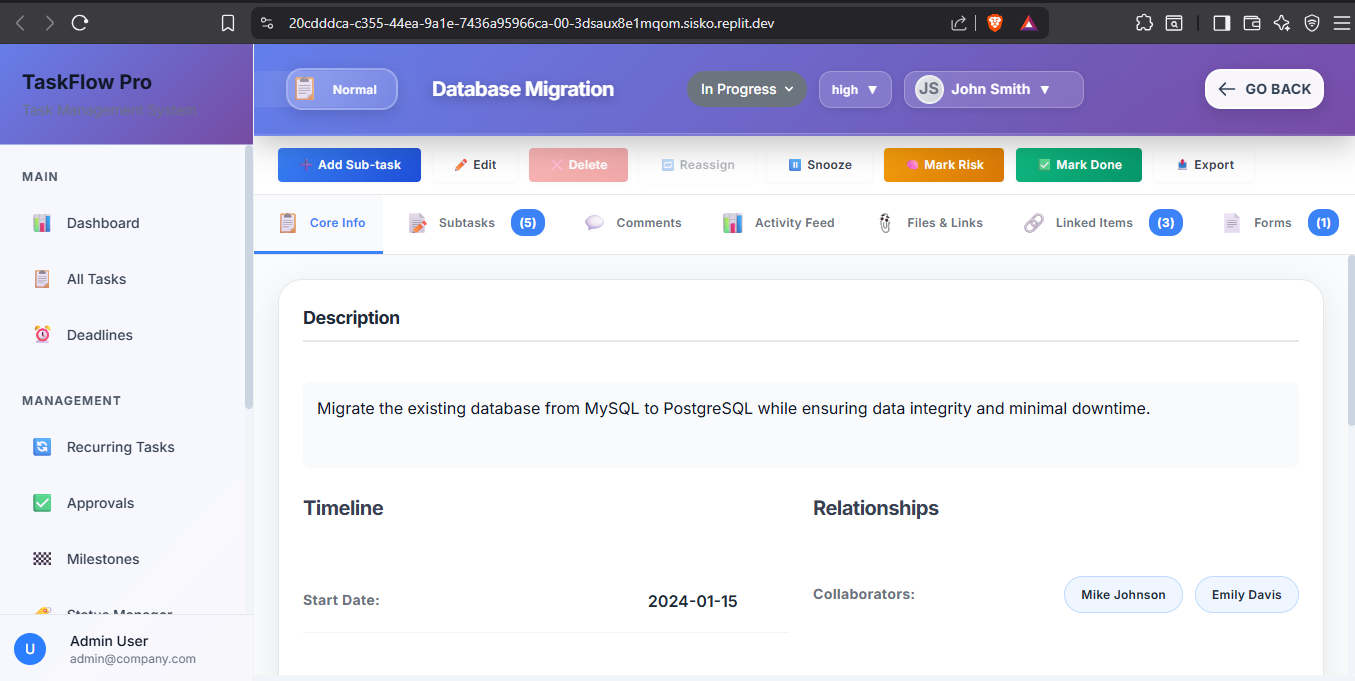 20cdddca-c355-44ea-9a1e-7436a95966ca-00-3dsaux8e1mqom.sisko.replit.dev
TaskFlow Pro
Task Management System
Normal
Database Migration
In Progress
high ▼
JS John Smith ▼
← GO BACK
Add Sub-task
Edit
Delete
Reassign
Snooze
Mark Risk
Mark Done
Export
Core Info
Subtasks (5)
Comments
Activity Feed
Files & Links
Linked Items (3)
Forms (1)
MAIN
Dashboard
All Tasks
Deadlines
MANAGEMENT
Recurring Tasks
Approvals
Milestones
Status Manager
U
Admin User
admin@company.com
Description
Migrate the existing database from MySQL to PostgreSQL while ensuring data integrity and minimal downtime.
Timeline
Start Date: 2024-01-15
Relationships
Collaborators: Mike Johnson Emily Davis